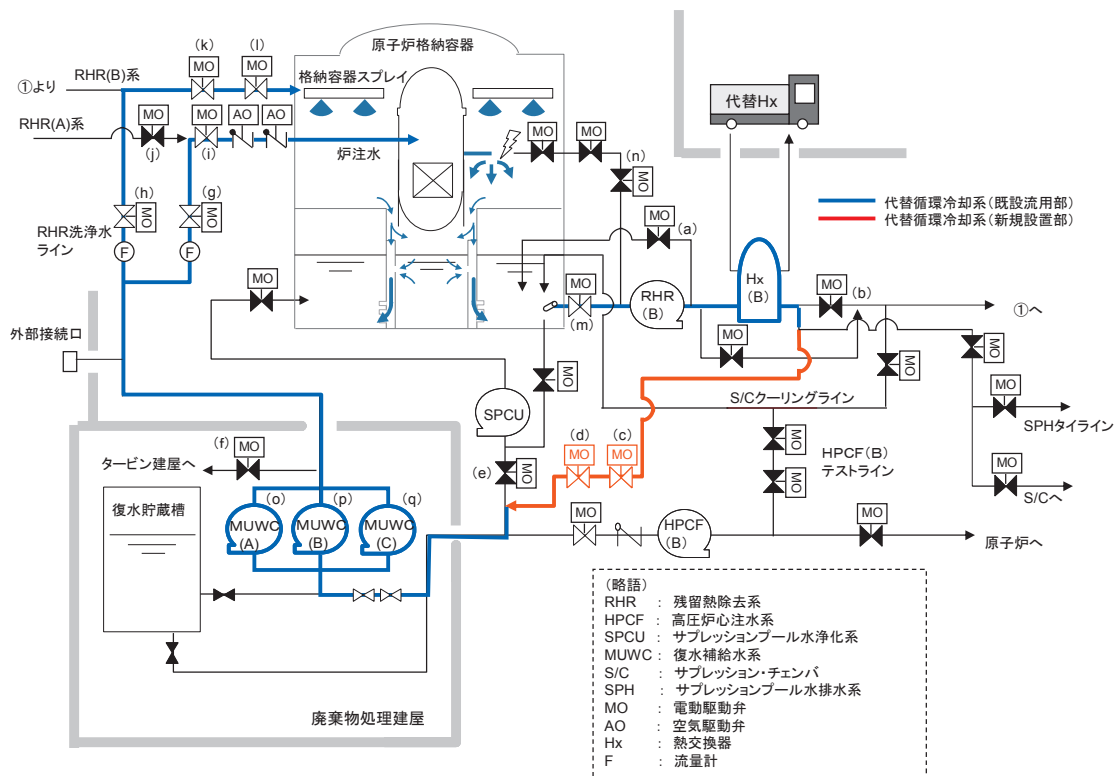 原子炉格納容器
(k)
(l)
MO
MO
RHR(B)系
①より
格納容器スプレイ
代替Hx
RHR(A)系
MO
MO
AO
AO
(j)
(i)
炉注水
MO
MO
(n)
MO
代替循環冷却系(既設流用部)
代替循環冷却系(新規設置部)
(h)
(g)
MO
MO
RHR洗浄水
ライン
F
F
MO
(a)
MO
MO
(m)
RHR
(B)
Hx
(B)
MO
(b)
①へ
外部接続口
MO
MO
MO
MO
SPCU
S/Cクーリングライン
MO
SPHタイライン
(d)
(c)
MO
MO
MO
HPCF(B)
テストライン
MO
MO
S/Cへ
(f)
MO
タービン建屋へ
(e)
MO
復水貯蔵槽
(o)
(p)
(q)
MUWC
(A)
MUWC
(B)
MUWC
(C)
MO
HPCF
(B)
MO
原子炉へ
廃棄物処理建屋
(略語)
RHR : 残留熱除去系
HPCF : 高圧炉心注水系
SPCU : サプレッションプール水浄化系
MUWC : 復水補給水系
S/C : サプレッション・チェンバ
SPH : サプレッションプール水排水系
MO : 電動駆動弁
AO : 空気駆動弁
Hx : 熱交換器
F : 流量計